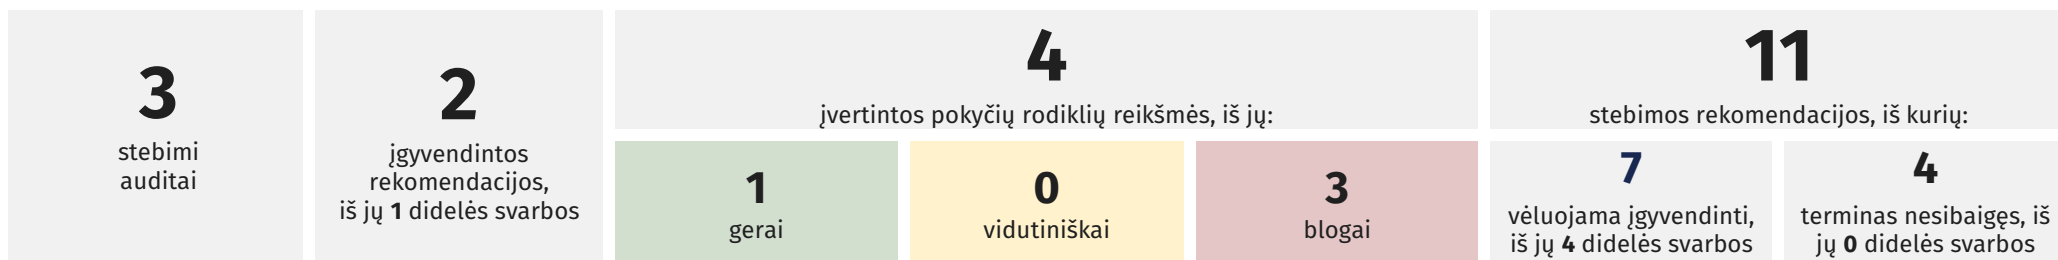 3
stebimi
auditai
2
įgyvendintos
rekomendacijos,
iš jų 1 didelės svarbos
4
įvertintos pokyčių rodiklių reikšmės, iš jų:
1
gerai
0
vidutiniškai
3
blogai
11
stebimos rekomendacijos, iš kurių:
7
vėluojama įgyvendinti,
iš jų 4 didelės svarbos
4
terminas nesibaigęs, iš
jų 0 didelės svarbos